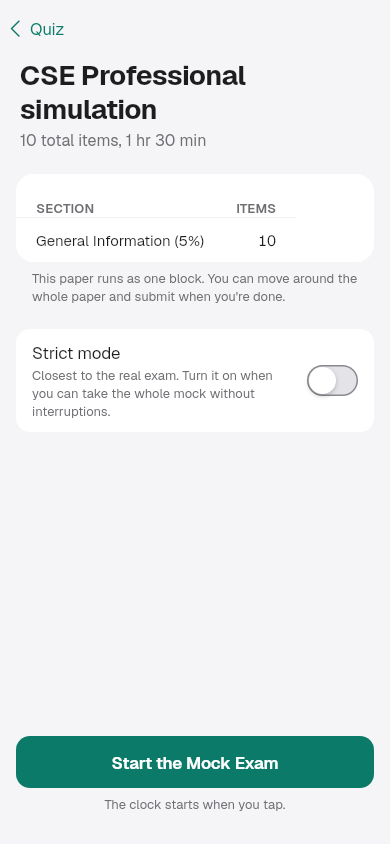 Quiz
CSE Professional
simulation
10 total items, 1 hr 30 min
SECTION ITEMS
General Information (5%) 10
This paper runs as one block. You can move around the
whole paper and submit when you're done.
Strict mode
Closest to the real exam. Turn it on when
you can take the whole mock without
interruptions.
Start the Mock Exam
The clock starts when you tap.